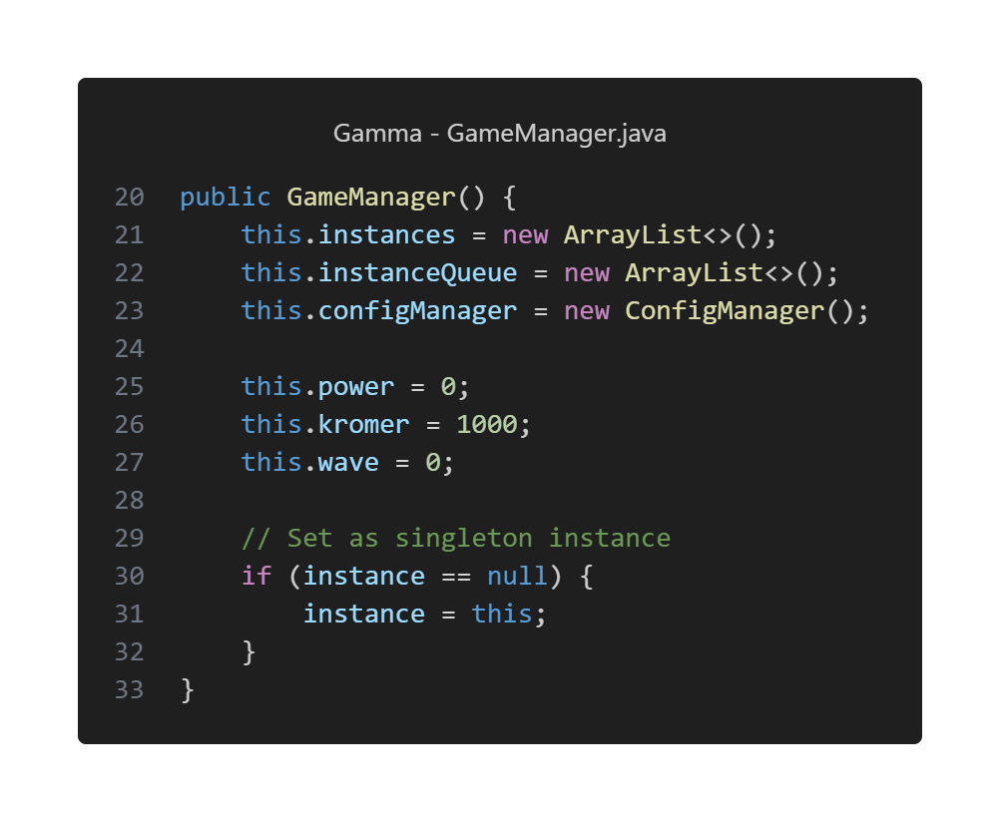 Gamma - GameManager.java
20 public GameManager() {
21     this.instances = new ArrayList<>();
22     this.instanceQueue = new ArrayList<>();
23     this.configManager = new ConfigManager();
24
25     this.power = 0;
26     this.kromer = 1000;
27     this.wave = 0;
28
29     // Set as singleton instance
30     if (instance == null) {
31         instance = this;
32     }
33 }